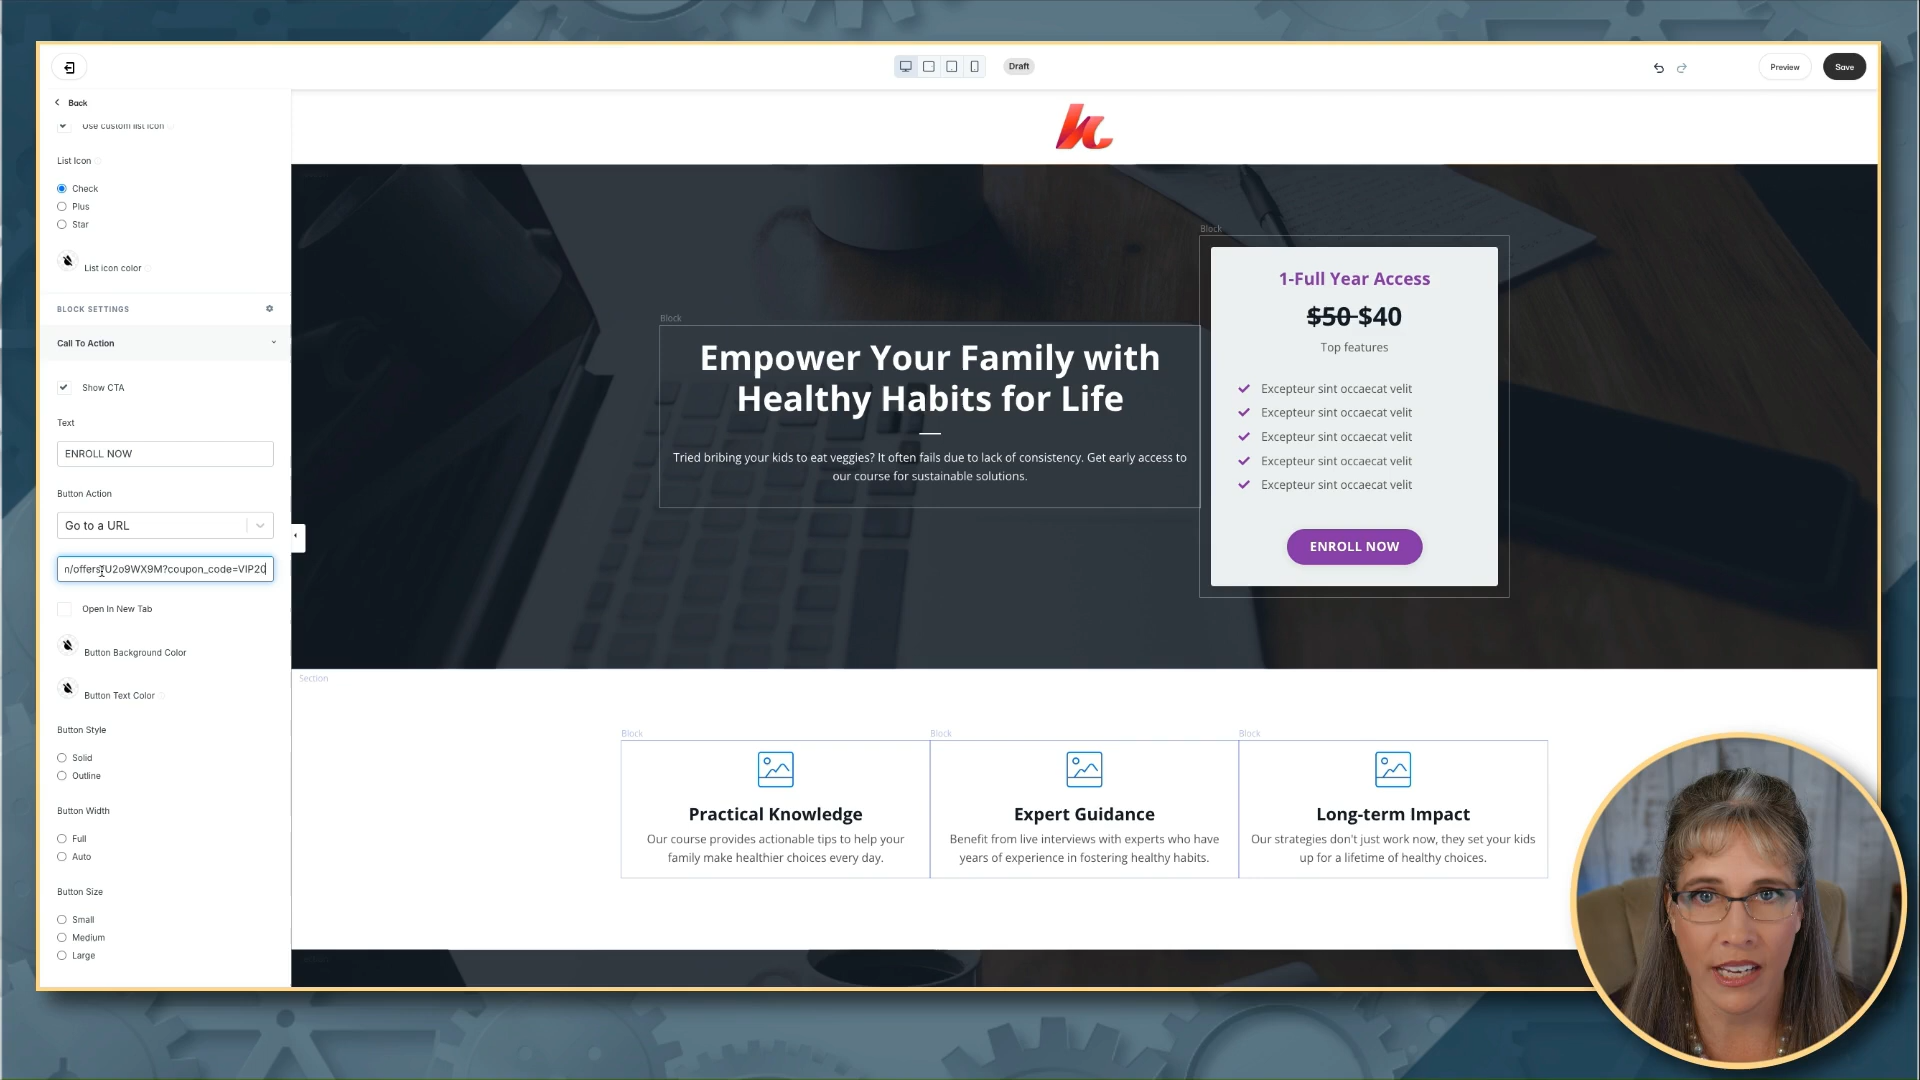 Draft
Preview
Save
Back
Use custom list icon
List Icon
Check
Plus
Star
List icon color
BLOCK SETTINGS
Call To Action
Show CTA
Text
ENROLL NOW
Button Action
Go to a URL
n/offers/U2o9WX9M?coupon_code=VIP20
Open In New Tab
Button Background Color
Button Text Color
Button Style
Solid
Outline
Button Width
Full
Auto
Button Size
Small
Medium
Large
Block
Empower Your Family with
Healthy Habits for Life
Tried bribing your kids to eat veggies? It often fails due to lack of consistency. Get early access to
our course for sustainable solutions.
Block
1-Full Year Access
$50 $40
Top features
Excepteur sint occaecat velit
Excepteur sint occaecat velit
Excepteur sint occaecat velit
Excepteur sint occaecat velit
Excepteur sint occaecat velit
ENROLL NOW
Section
Block
Practical Knowledge
Our course provides actionable tips to help your
family make healthier choices every day.
Block
Expert Guidance
Benefit from live interviews with experts who have
years of experience in fostering healthy habits.
Block
Long-term Impact
Our strategies don't just work now, they set your kids
up for a lifetime of healthy choices.